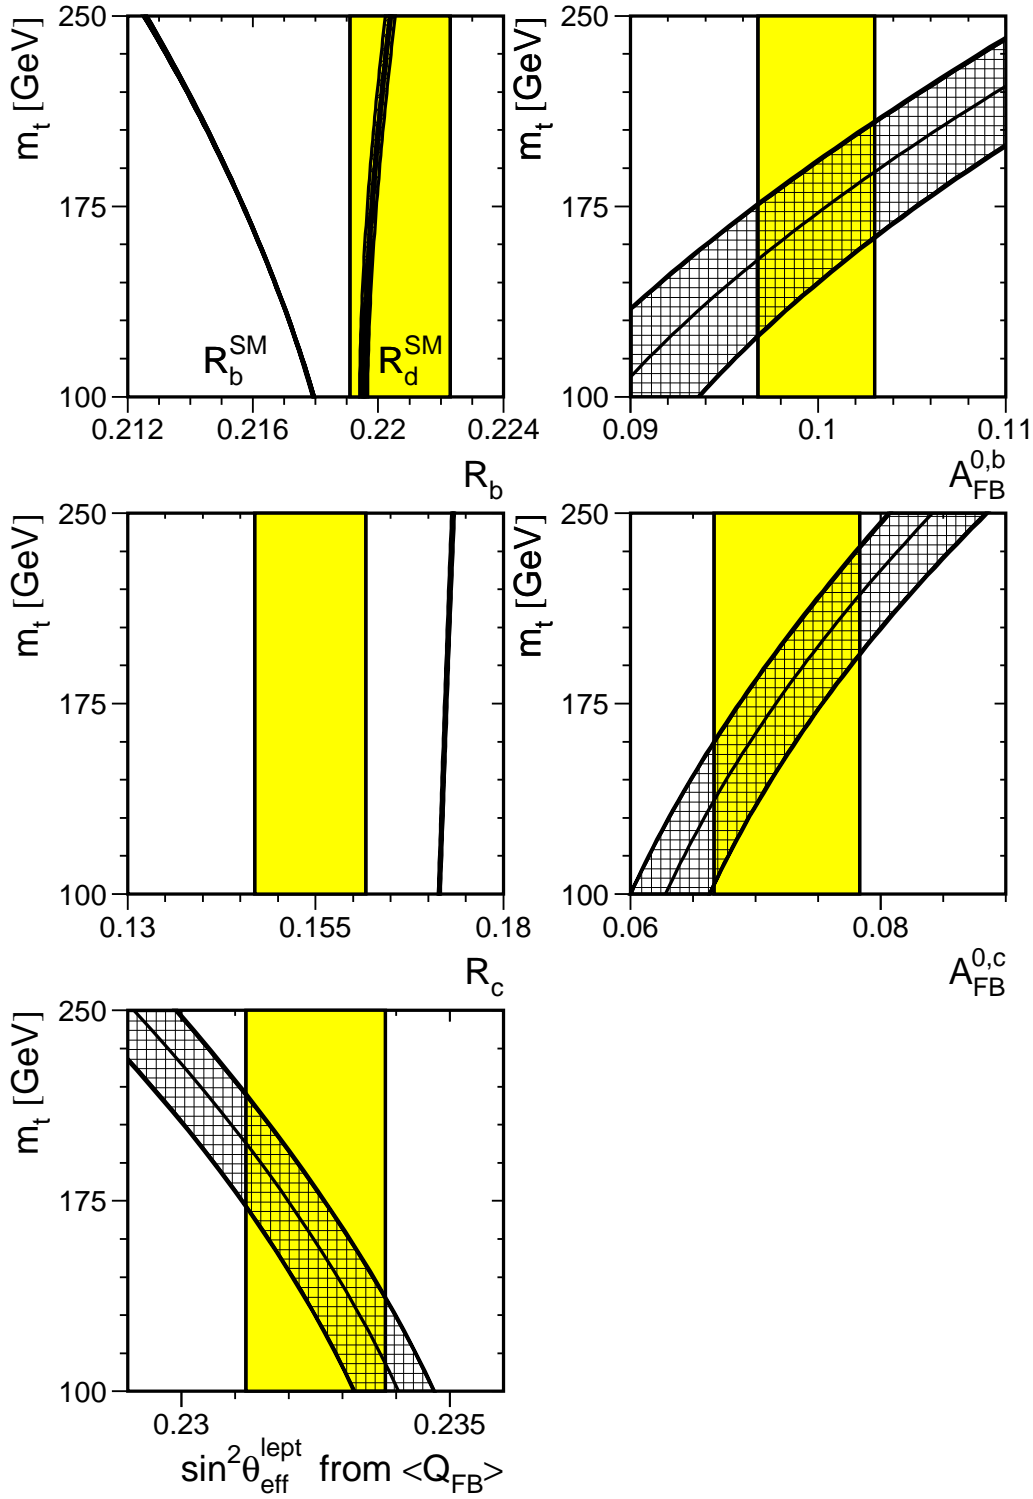 250
175
100
m_t [GeV]
R_b^SM
R_d^SM
0.212
0.216
0.22
0.224
R_b
250
175
100
m_t [GeV]
0.09
0.1
0.11
A_FB^0,b
250
175
100
m_t [GeV]
0.13
0.155
0.18
R_c
250
175
100
m_t [GeV]
0.06
0.08
A_FB^0,c
250
175
100
m_t [GeV]
0.23
0.235
sin²θ_eff^lept from <Q_FB>